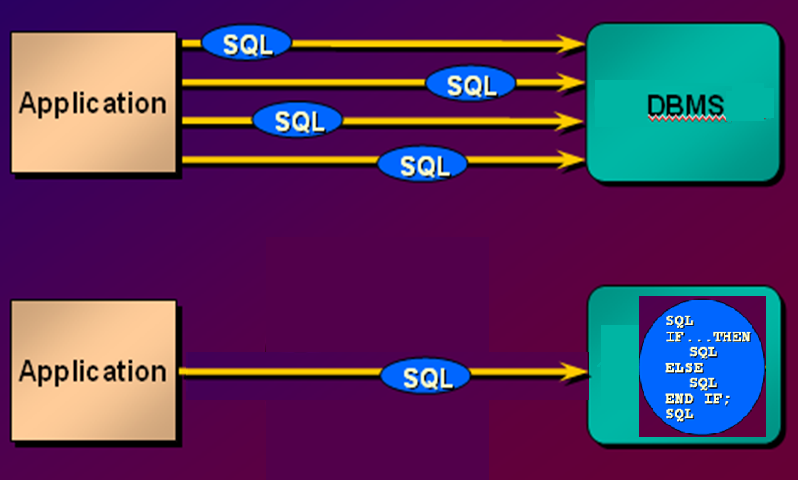 SQL
SQL
Application
DBMS
SQL
SQL
SQL
IF...THEN
SQL
ELSE
SQL
END IF;
SQL
Application
SQL